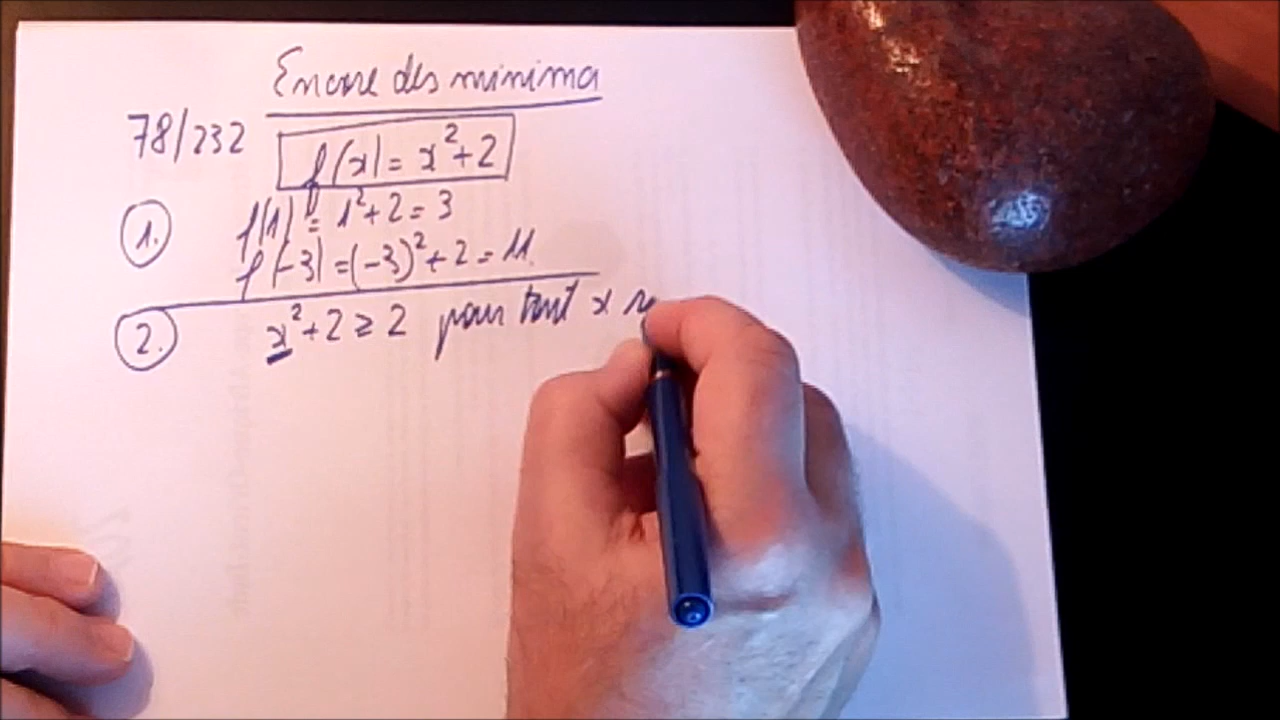 Encore des minima
78/232 f(x) = x²+2
1. f(1) = 1²+2 = 3
f(-3) = (-3)²+2 = 11.
2. x²+2 ≥ 2 pour tout x